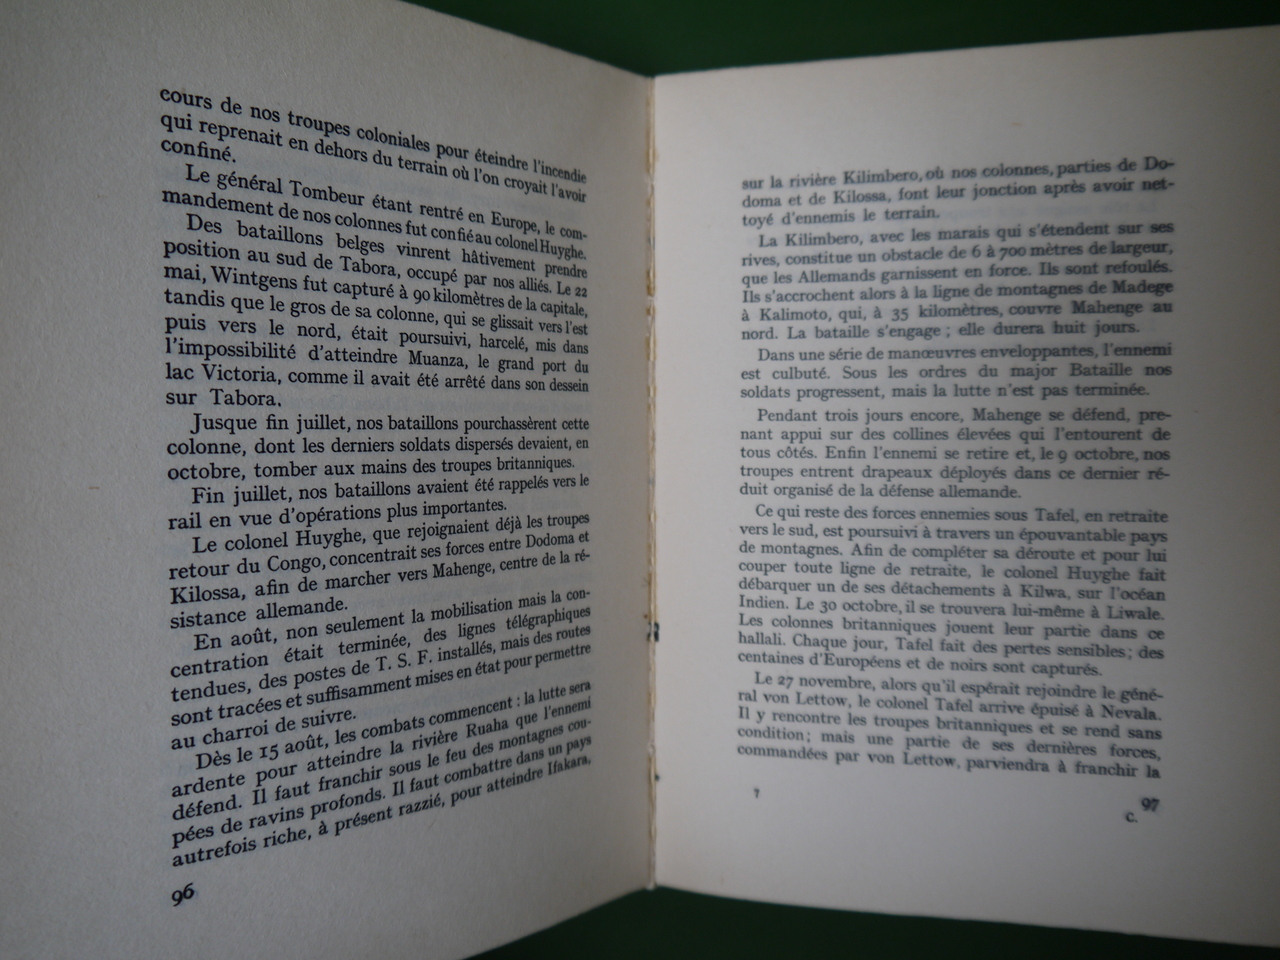 cours de nos troupes coloniales pour éteindre l'incendie
qui reprenait en dehors du terrain où l'on croyait l'avoir
confiné.
Le général Tombeur étant rentré en Europe, le com-
mandement de nos colonnes fut confié au colonel Huyghe.
Des bataillons belges vinrent hâtivement prendre
position au sud de Tabora, occupé par nos alliés. Le 22
mai, Wintgens fut capturé à 90 kilomètres de la capitale,
tandis que le gros de sa colonne, qui se glissait vers l'est
puis vers le nord, était poursuivi, harcelé, mis dans
l'impossibilité d'atteindre Muanza, le grand port du
lac Victoria, comme il avait été arrêté dans son dessein
sur Tabora.
Jusque fin juillet, nos bataillons pourchassèrent cette
colonne, dont les derniers soldats dispersés devaient, en
octobre, tomber aux mains des troupes britanniques.
Fin juillet, nos bataillons avaient été rappelés vers le
rail en vue d'opérations plus importantes.
Le colonel Huyghe, que rejoignaient déjà les troupes
retour du Congo, concentrait ses forces entre Dodoma et
Kilossa, afin de marcher vers Mahenge, centre de la ré-
sistance allemande.
En août, non seulement la mobilisation mais la con-
centration était terminée, des lignes télégraphiques
tendues, des postes de T. S. F. installés, mais des routes
sont tracées et suffisamment mises en état pour permettre
au charroi de suivre.
Dès le 15 août, les combats commencent : la lutte sera
ardente pour atteindre la rivière Ruaha que l'ennemi
défend. Il faut franchir sous le feu des montagnes cou-
pées de ravins profonds. Il faut combattre dans un pays
autrefois riche, à présent razzié, pour atteindre Ifakara,
96
sur la rivière Kilimbero, où nos colonnes, parties de Do-
doma et de Kilossa, font leur jonction après avoir net-
toyé d'ennemis le terrain.
La Kilimbero, avec les marais qui s'étendent sur ses
rives, constitue un obstacle de 6 à 700 mètres de largeur,
que les Allemands garnissent en force. Ils sont refoulés.
Ils s'accrochent alors à la ligne de montagnes de Madege
à Kalimoto, qui, à 35 kilomètres, couvre Mahenge au
nord. La bataille s'engage ; elle durera huit jours.
Dans une série de manœuvres enveloppantes, l'ennemi
est culbuté. Sous les ordres du major Bataille nos
soldats progressent, mais la lutte n'est pas terminée.
Pendant trois jours encore, Mahenge se défend, pre-
nant appui sur des collines élevées qui l'entourent de
tous côtés. Enfin l'ennemi se retire et, le 9 octobre, nos
troupes entrent drapeaux déployés dans ce dernier ré-
duit organisé de la défense allemande.
Ce qui reste des forces ennemies sous Tafel, en retraite
vers le sud, est poursuivi à travers un épouvantable pays
de montagnes. Afin de compléter sa déroute et pour lui
couper toute ligne de retraite, le colonel Huyghe fait
débarquer un de ses détachements à Kilwa, sur l'océan
Indien. Le 30 octobre, il se trouvera lui-même à Liwale.
Les colonnes britanniques jouent leur partie dans ce
hallali. Chaque jour, Tafel fait des pertes sensibles ; des
centaines d'Européens et de noirs sont capturés.
Le 27 novembre, alors qu'il espérait rejoindre le géné-
ral von Lettow, le colonel Tafel arrive épuisé à Nevala.
Il y rencontre les troupes britanniques et se rend sans
condition ; mais une partie de ses dernières forces,
commandées par von Lettow, parviendra à franchir la
7
97
C.